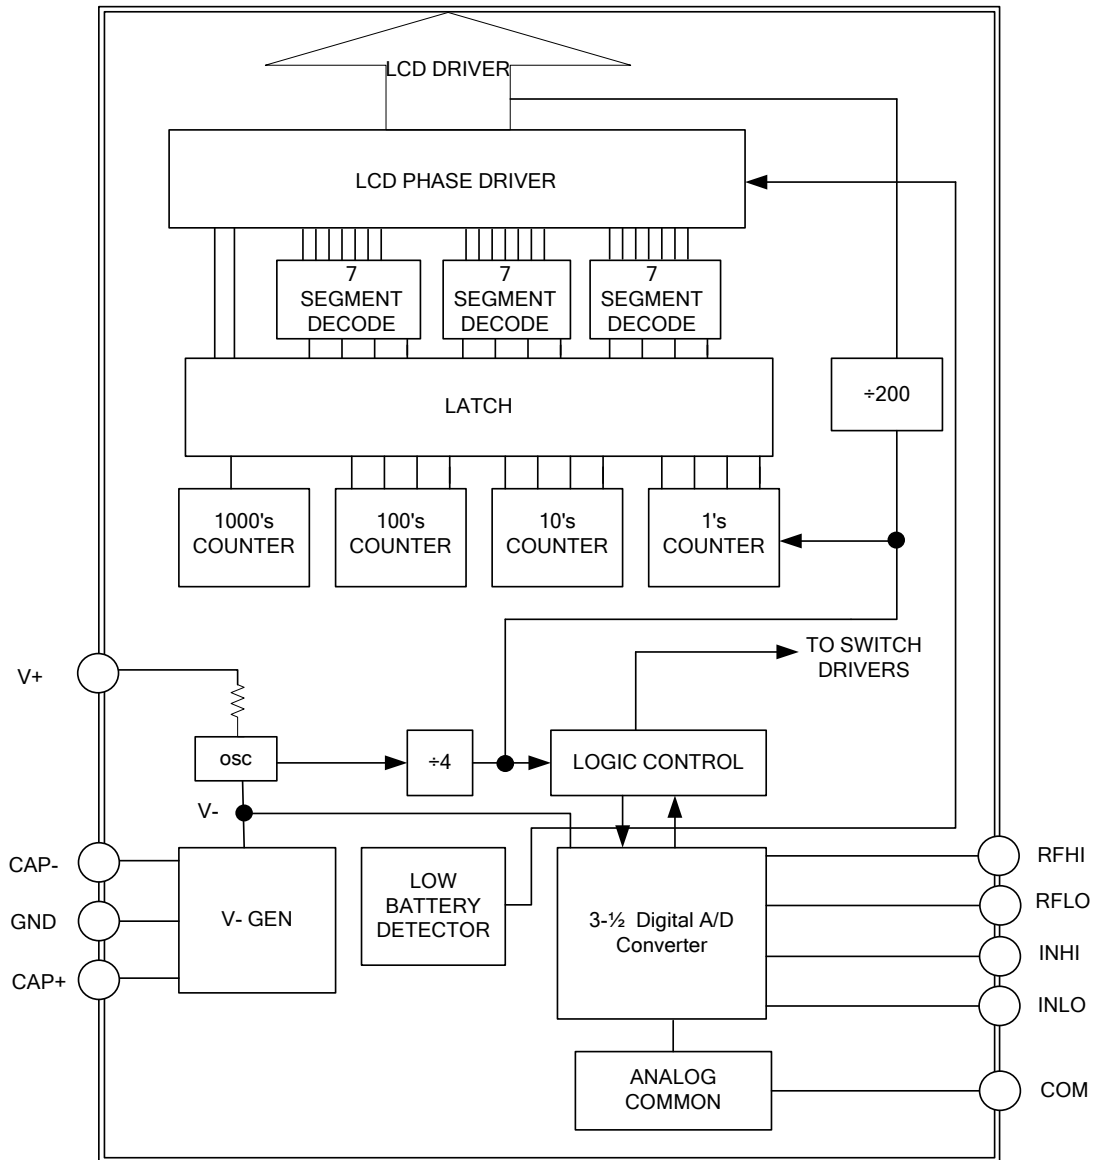 LCD DRIVER
LCD PHASE DRIVER
7
SEGMENT
DECODE
7
SEGMENT
DECODE
7
SEGMENT
DECODE
LATCH
÷200
1000's
COUNTER
100's
COUNTER
10's
COUNTER
1's
COUNTER
TO SWITCH
DRIVERS
V+
OSC
÷4
LOGIC CONTROL
V-
CAP-
GND
CAP+
V- GEN
LOW
BATTERY
DETECTOR
3-½ Digital A/D
Converter
RFHI
RFLO
INHI
INLO
ANALOG
COMMON
COM